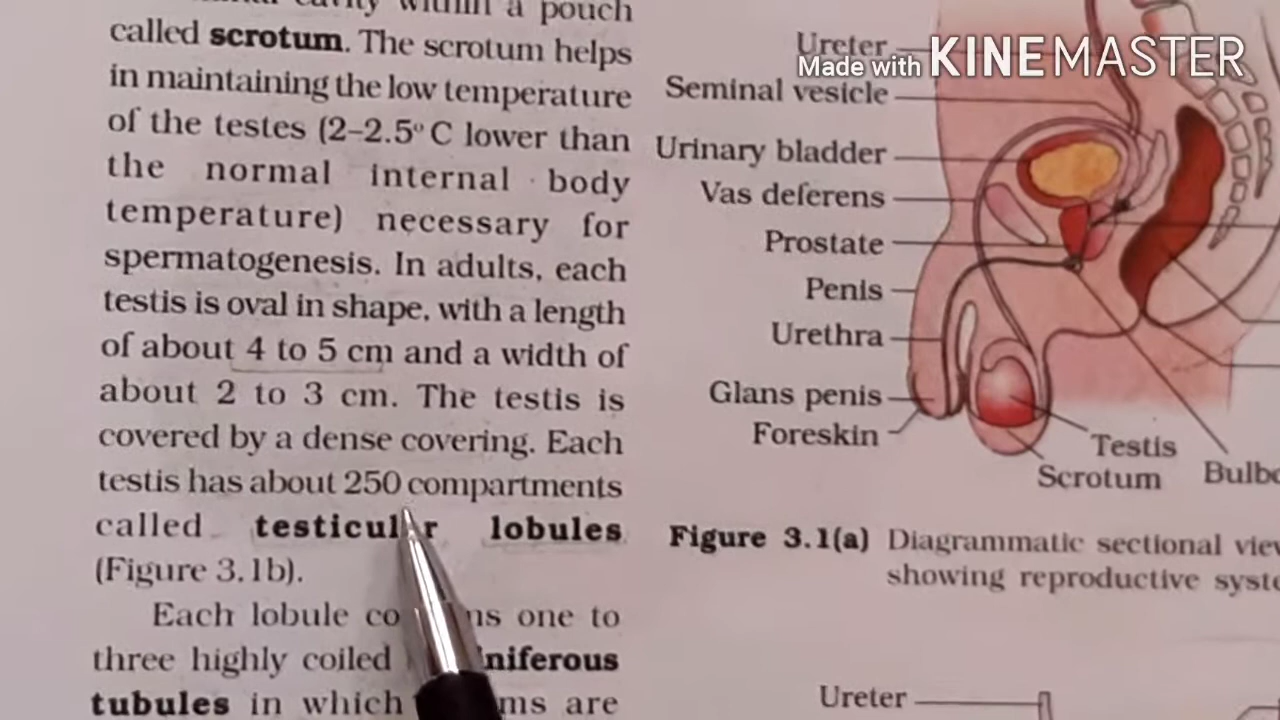 cavity within a pouch
called scrotum. The scrotum helps
in maintaining the low temperature
of the testes (2–2.5° C lower than
the normal internal body
temperature) necessary for
spermatogenesis. In adults, each
testis is oval in shape, with a length
of about 4 to 5 cm and a width of
about 2 to 3 cm. The testis is
covered by a dense covering. Each
testis has about 250 compartments
called testicular lobules
(Figure 3.1b).
Each lobule one to
three highly coiled
tubules in which are
Ureter
Made with KINEMASTER
Seminal vesicle
Urinary bladder
Vas deferens
Prostate
Penis
Urethra
Glans penis
Foreskin
Testis
Scrotum
Figure 3.1(a) Diagrammatic sectional
showing reproductive
Ureter